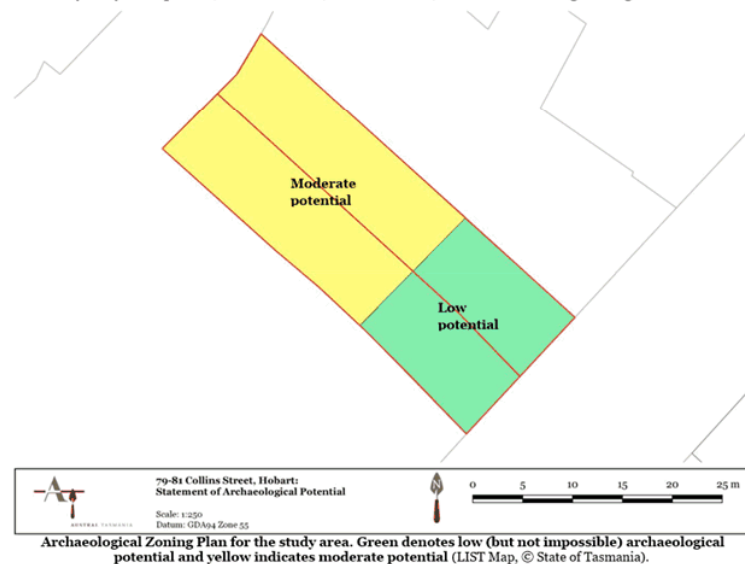 Moderate
potential
Low
potential
79-81 Collins Street, Hobart:
Statement of Archaeological Potential
Scale: 1:250
Datum: GDA94 Zone 55
AUSTRAL TASMANIA
N
0 5 10 15 20 25 m
Archaeological Zoning Plan for the study area. Green denotes low (but not impossible) archaeological
potential and yellow indicates moderate potential (LIST Map, © State of Tasmania).